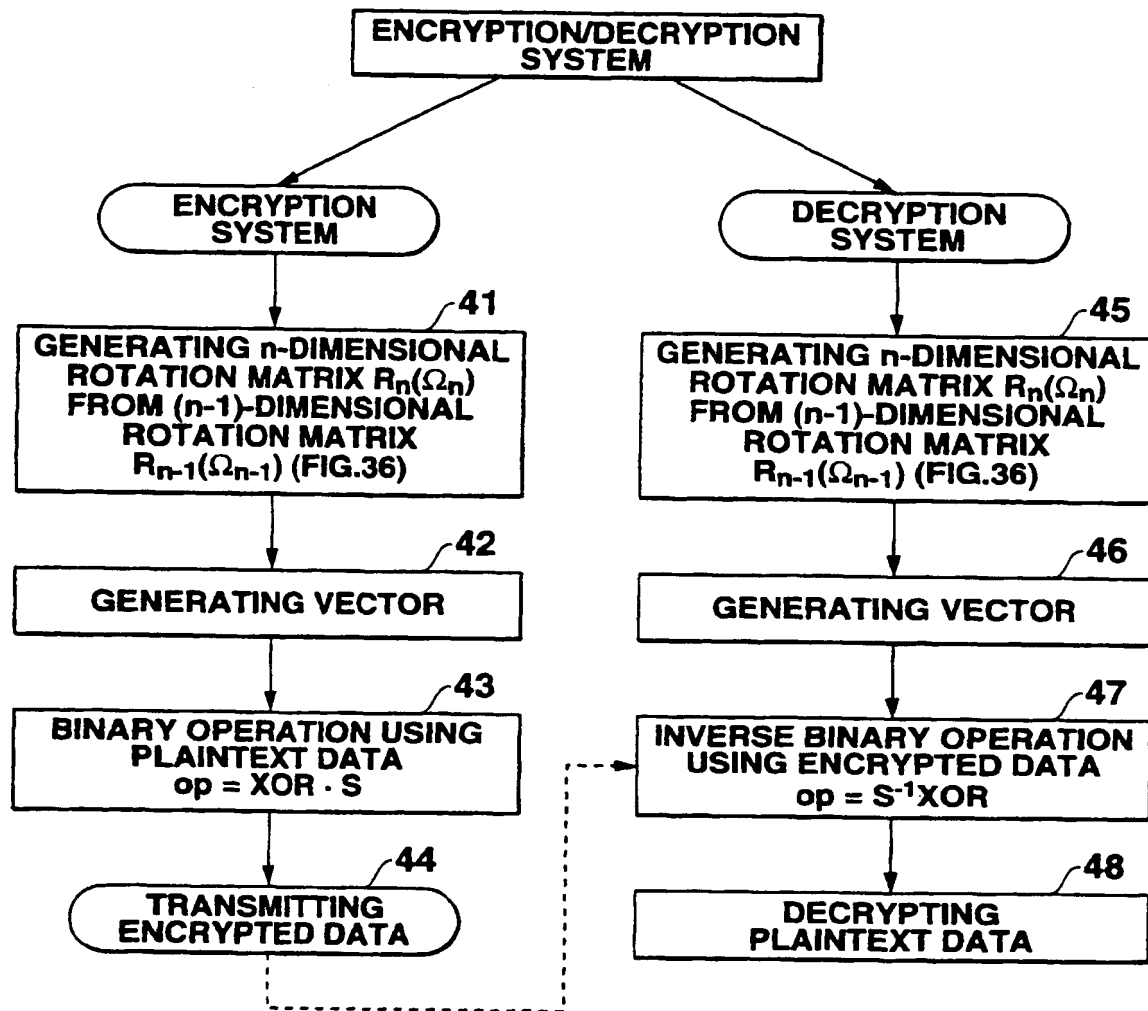 ENCRYPTION/DECRYPTION
SYSTEM
ENCRYPTION
SYSTEM
41
GENERATING n-DIMENSIONAL
ROTATION MATRIX Rn(Ωn)
FROM (n-1)-DIMENSIONAL
ROTATION MATRIX
Rn-1(Ωn-1) (FIG.36)
42
GENERATING VECTOR
43
BINARY OPERATION USING
PLAINTEXT DATA
op = XOR · S
44
TRANSMITTING
ENCRYPTED DATA
DECRYPTION
SYSTEM
45
GENERATING n-DIMENSIONAL
ROTATION MATRIX Rn(Ωn)
FROM (n-1)-DIMENSIONAL
ROTATION MATRIX
Rn-1(Ωn-1) (FIG.36)
46
GENERATING VECTOR
47
INVERSE BINARY OPERATION
USING ENCRYPTED DATA
op = S⁻¹XOR
48
DECRYPTING
PLAINTEXT DATA